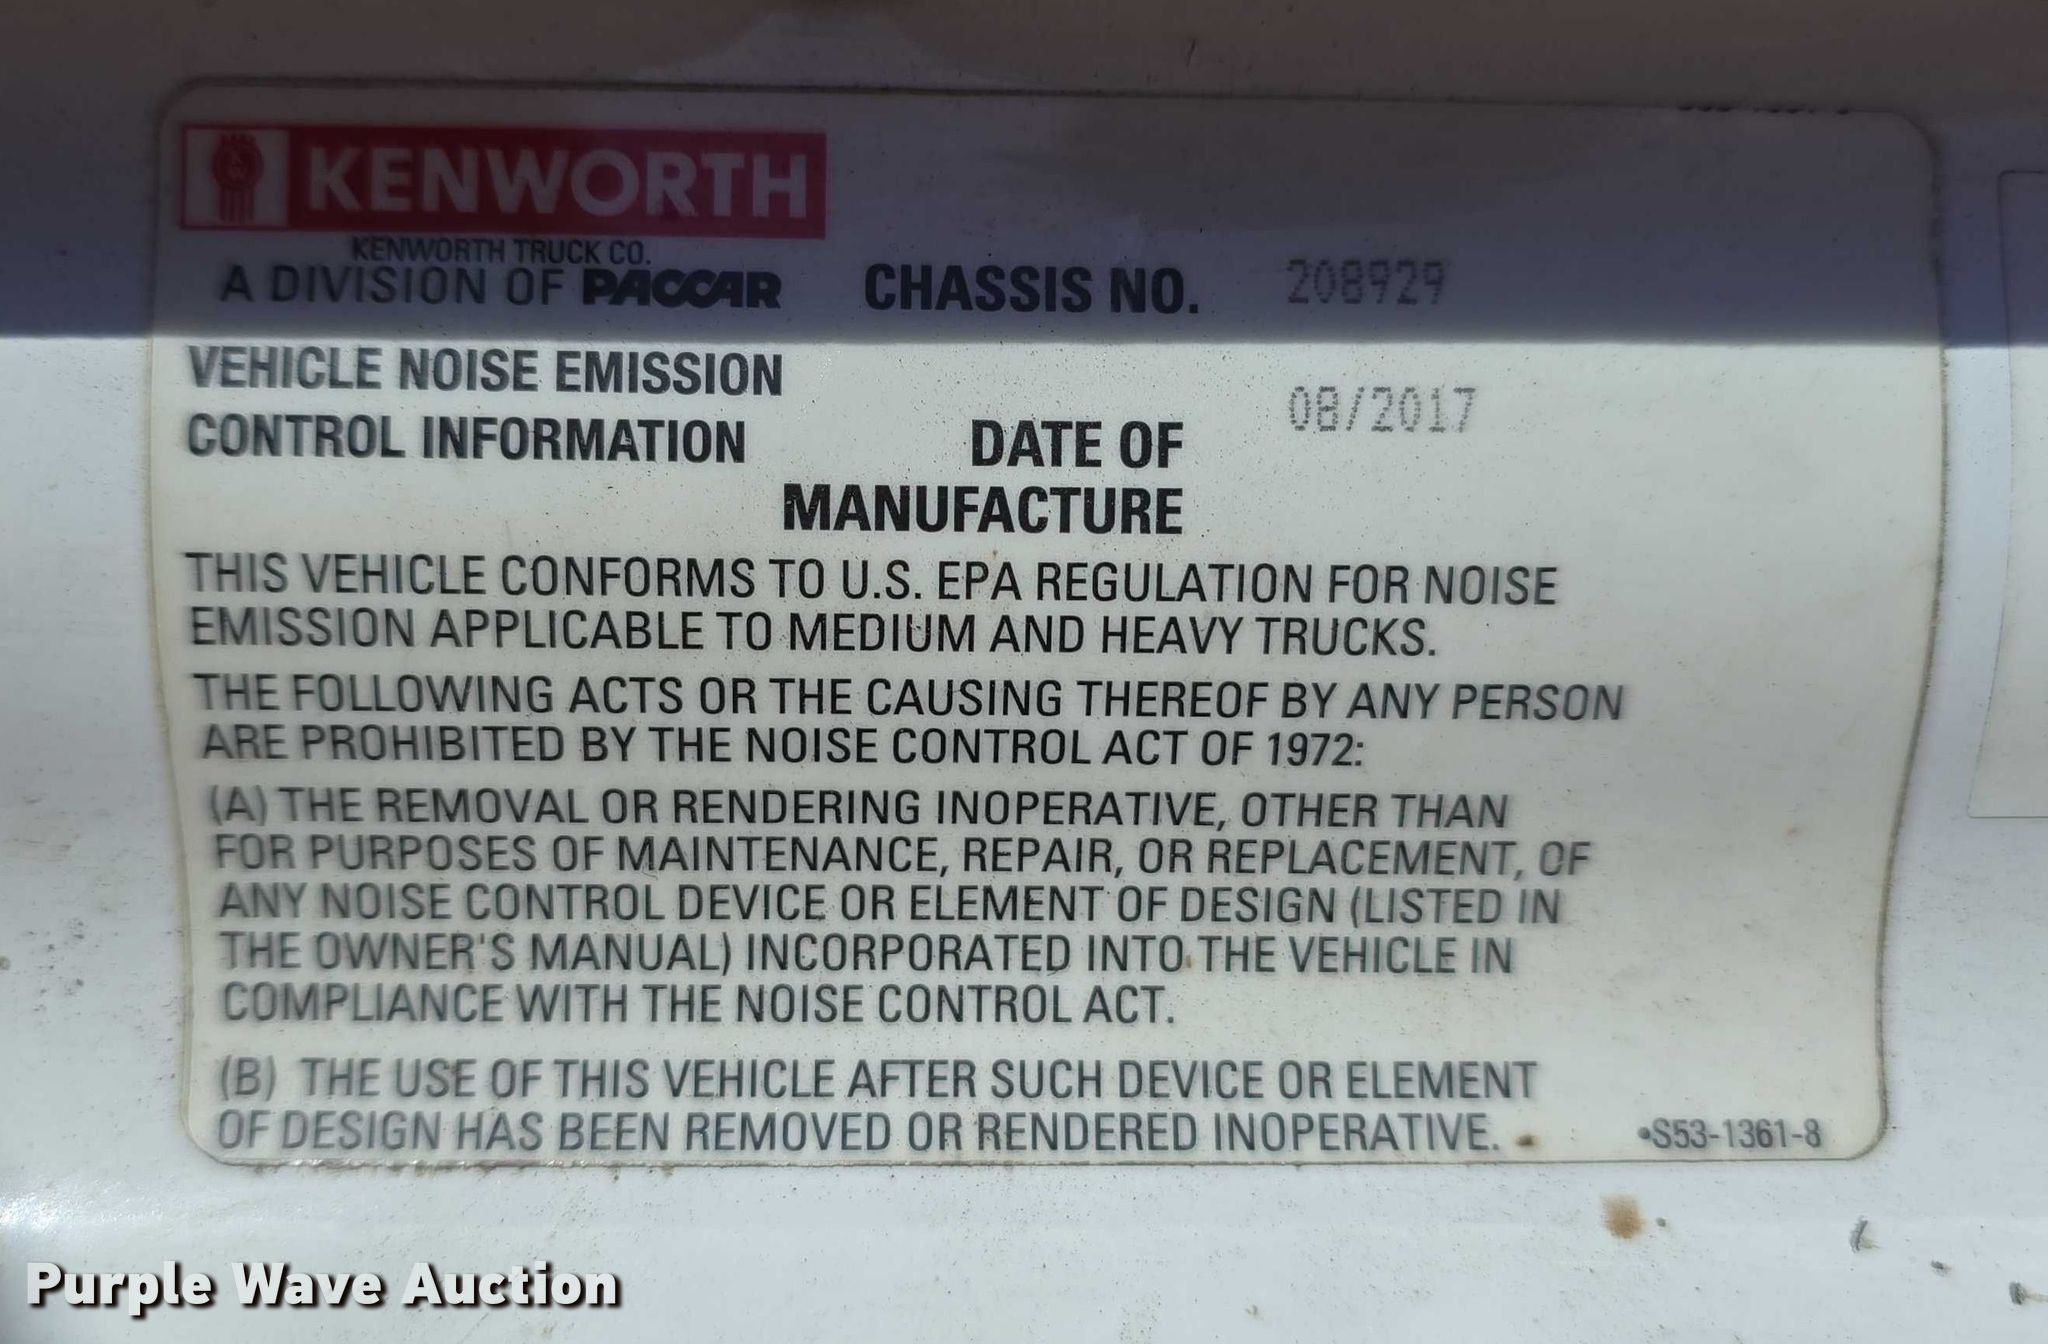 KENWORTH
KENWORTH TRUCK CO.
A DIVISION OF PACCAR
CHASSIS NO. 208929
VEHICLE NOISE EMISSION
CONTROL INFORMATION
DATE OF
MANUFACTURE
08/2017
THIS VEHICLE CONFORMS TO U.S. EPA REGULATION FOR NOISE
EMISSION APPLICABLE TO MEDIUM AND HEAVY TRUCKS.
THE FOLLOWING ACTS OR THE CAUSING THEREOF BY ANY PERSON
ARE PROHIBITED BY THE NOISE CONTROL ACT OF 1972:
(A) THE REMOVAL OR RENDERING INOPERATIVE, OTHER THAN
FOR PURPOSES OF MAINTENANCE, REPAIR, OR REPLACEMENT, OF
ANY NOISE CONTROL DEVICE OR ELEMENT OF DESIGN (LISTED IN
THE OWNER'S MANUAL) INCORPORATED INTO THE VEHICLE IN
COMPLIANCE WITH THE NOISE CONTROL ACT.
(B) THE USE OF THIS VEHICLE AFTER SUCH DEVICE OR ELEMENT
OF DESIGN HAS BEEN REMOVED OR RENDERED INOPERATIVE.
•S53-1361-8
Purple Wave Auction